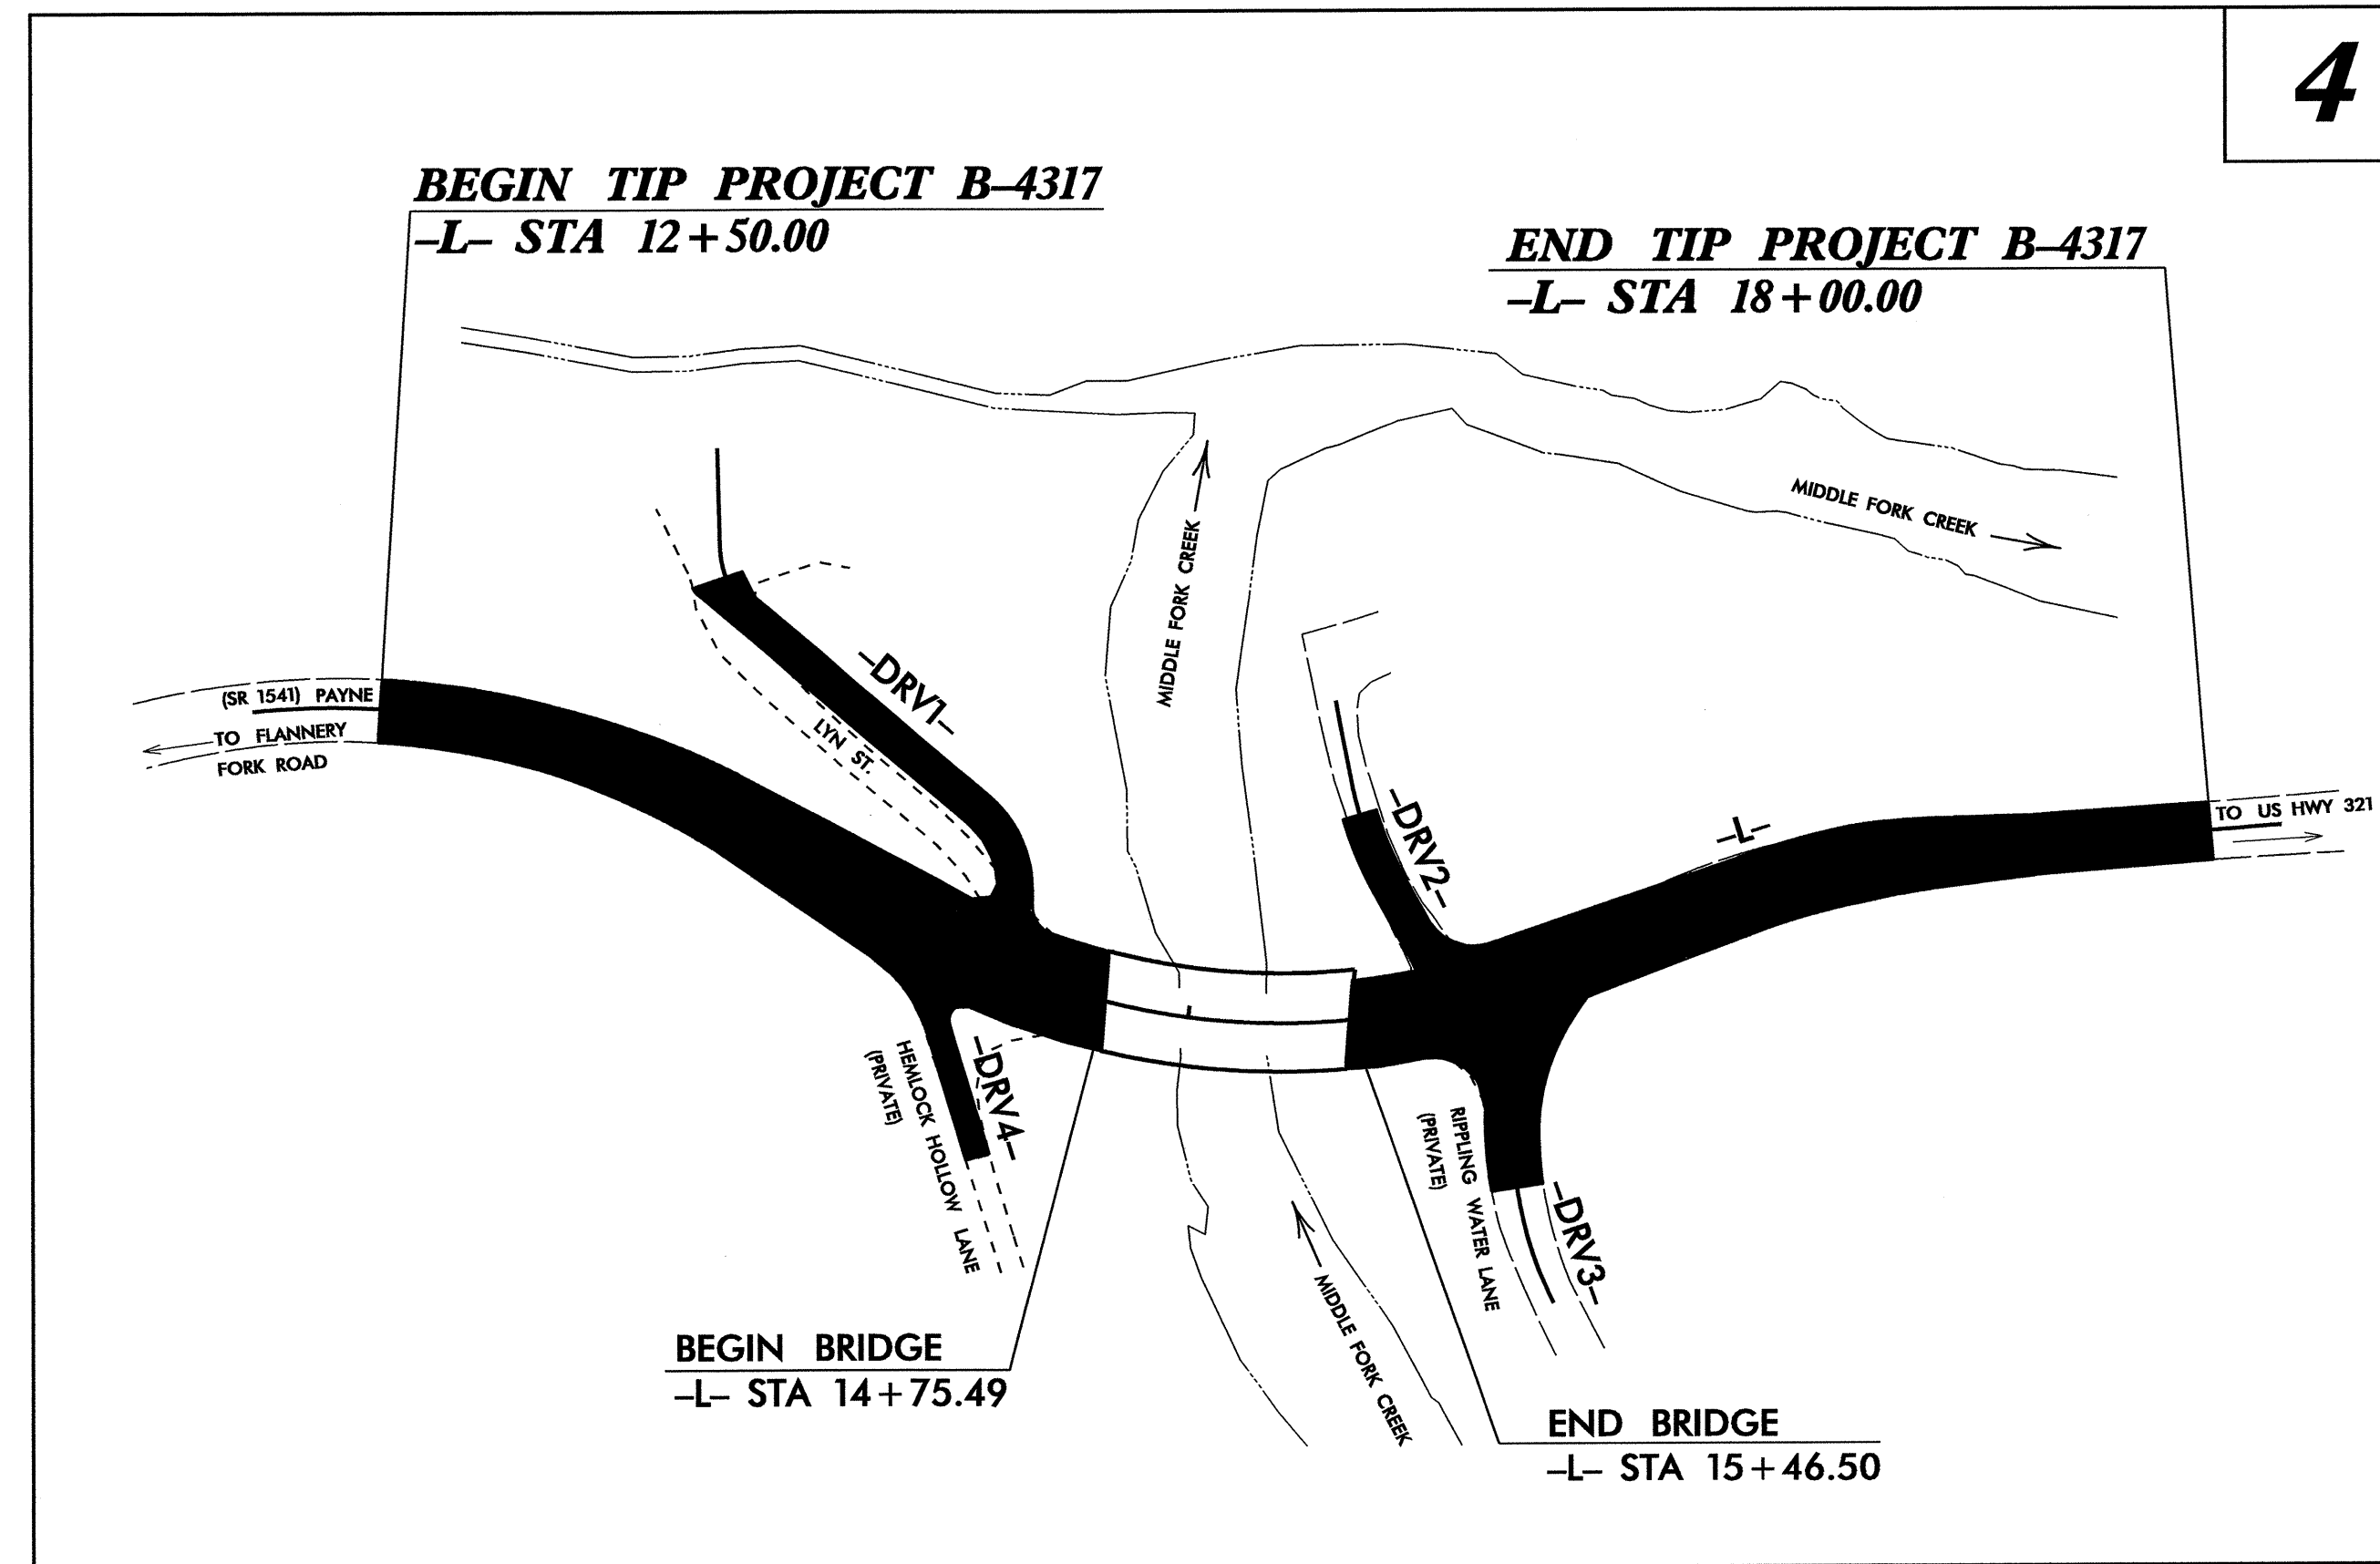 4
BEGIN TIP PROJECT B–4317
–L– STA 12+50.00
END TIP PROJECT B–4317
–L– STA 18+00.00
MIDDLE FORK CREEK
MIDDLE FORK CREEK
(SR 1541) PAYNE
TO FLANNERY
FORK ROAD
–DRV1–
LYN ST.
–DRV2–
–L–
TO US HWY 321
HEMLOCK HOLLOW LANE
(PRIVATE)
–DRV4–
RIPPLING WATER LANE
(PRIVATE)
–DRV3–
MIDDLE FORK CREEK
BEGIN BRIDGE
–L– STA 14+75.49
END BRIDGE
–L– STA 15+46.50